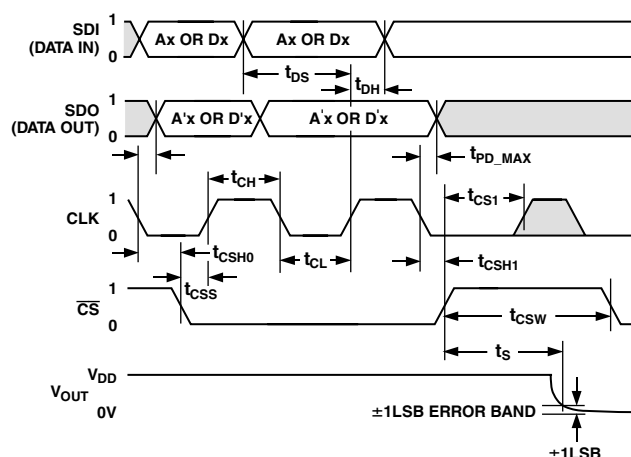 SDI
(DATA IN)
1
0
Ax OR Dx
Ax OR Dx
tDS
tDH
SDO
(DATA OUT)
1
0
A'x OR D'x
A'x OR D'x
tPD_MAX
CLK
1
0
tCH
tCS1
tCSH0
tCL
tCSH1
tCSS
CS
1
0
tCSW
tS
VDD
VOUT
0V
±1LSB ERROR BAND
±1LSB